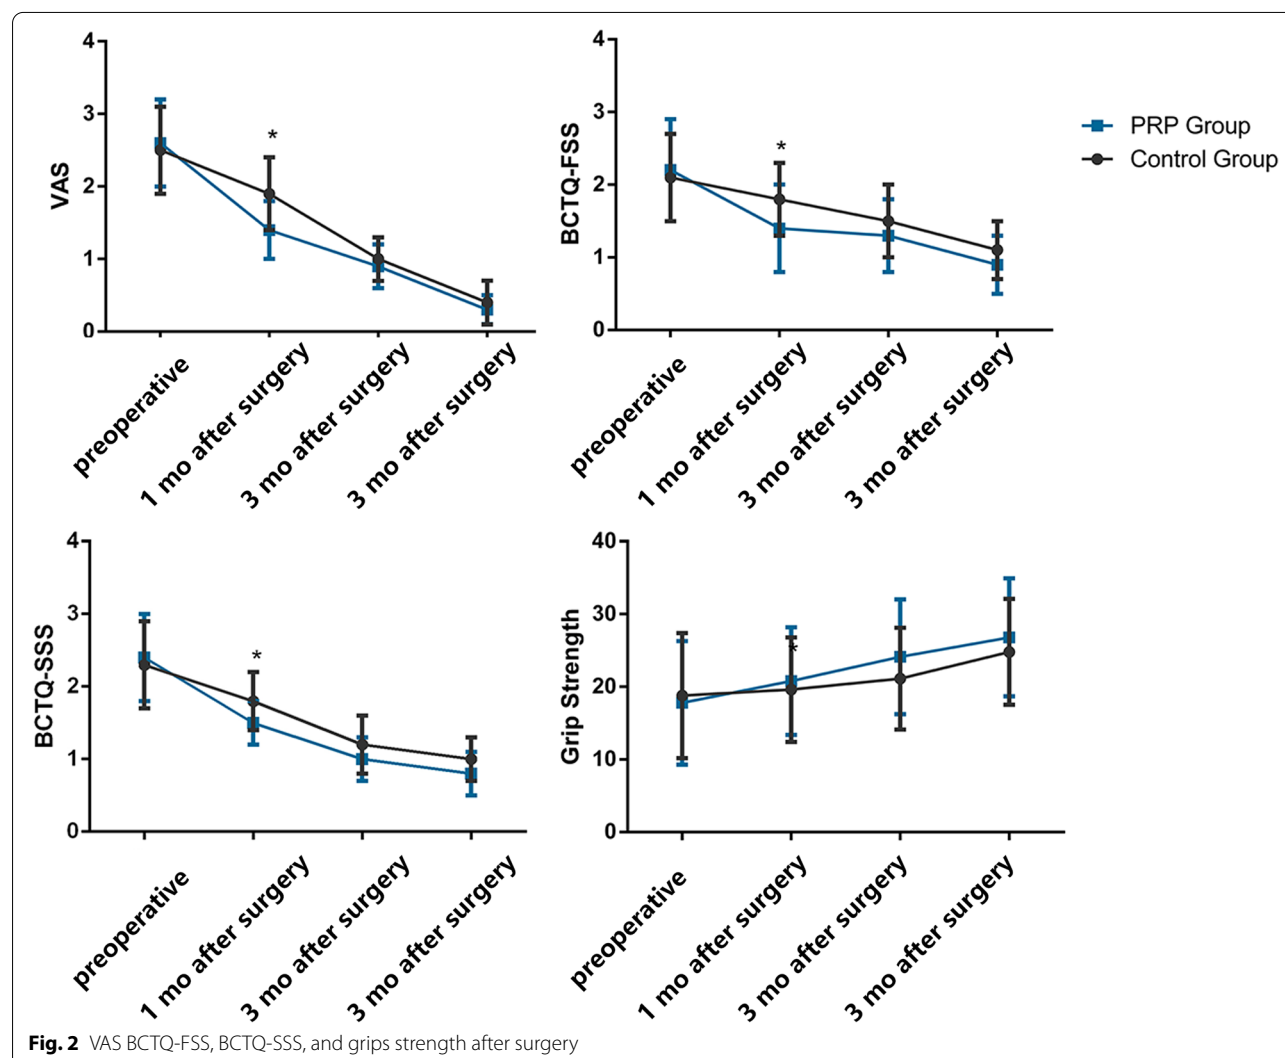 4
3
2
1
0
VAS
*
preoperative
1 mo after surgery
3 mo after surgery
3 mo after surgery
4
3
2
1
0
BCTQ-FSS
*
preoperative
1 mo after surgery
3 mo after surgery
3 mo after surgery
PRP Group
Control Group
4
3
2
1
0
BCTQ-SSS
*
preoperative
1 mo after surgery
3 mo after surgery
3 mo after surgery
40
30
20
10
0
Grip Strength
*
preoperative
1 mo after surgery
3 mo after surgery
3 mo after surgery
Fig. 2 VAS BCTQ-FSS, BCTQ-SSS, and grips strength after surgery